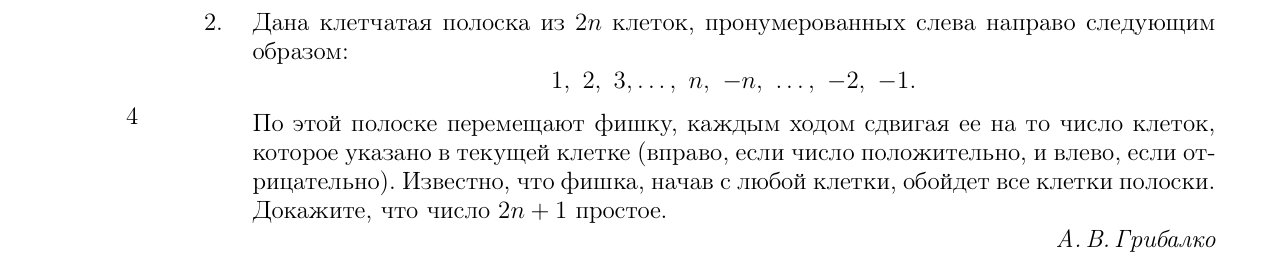 2. Дана клетчатая полоска из 2n клеток, пронумерованных слева направо следующим
образом:
1, 2, 3, . . . , n, −n, . . . , −2, −1.
4
По этой полоске перемещают фишку, каждым ходом сдвигая ее на то число клеток,
которое указано в текущей клетке (вправо, если число положительно, и влево, если от-
рицательно). Известно, что фишка, начав с любой клетки, обойдет все клетки полоски.
Докажите, что число 2n + 1 простое.
А. В. Грибалко